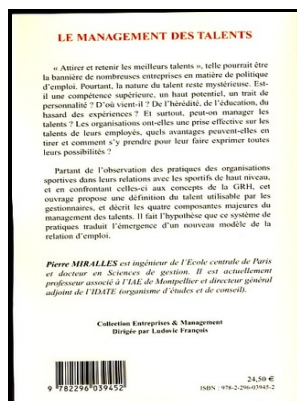 LE MANAGEMENT DES TALENTS
« Attirer et retenir les meilleurs talents », telle pourrait être
la bannière de nombreuses entreprises en matière de politique
d'emploi. Pourtant, la nature du talent reste mystérieuse. Est-
il une compétence supérieure, un haut potentiel, un trait de
personnalité ? D'où vient-il ? De l'hérédité, de l'éducation, du
hasard des expériences ? Et surtout, peut-on manager les
talents ? Les organisations ont-elles une prise effective sur les
talents de leurs employés, quels avantages peuvent-elles en
tirer et comment s'y prendre pour leur faire exprimer toutes
leurs possibilités ?
Partant de l'observation des pratiques des organisations
sportives dans leurs relations avec les sportifs de haut niveau,
et en confrontant celles-ci aux concepts de la GRH, cet
ouvrage propose une définition du talent utilisable par les
gestionnaires, et décrit les quatre composantes majeures du
management des talents. Il fait l'hypothèse que ce système de
pratiques traduit l'émergence d'un nouveau modèle de la
relation d'emploi.
Pierre MIRALLES est ingénieur de l'Ecole centrale de Paris
et docteur en Sciences de gestion. Il est actuellement
professeur associé à l'IAE de Montpellier et directeur général
adjoint de l'IDATE (organisme d'études et de conseil).
Collection Entreprises & Management
Dirigée par Ludovic François
9 782296 039452
24,50 €
ISBN : 978-2-296-03945-2